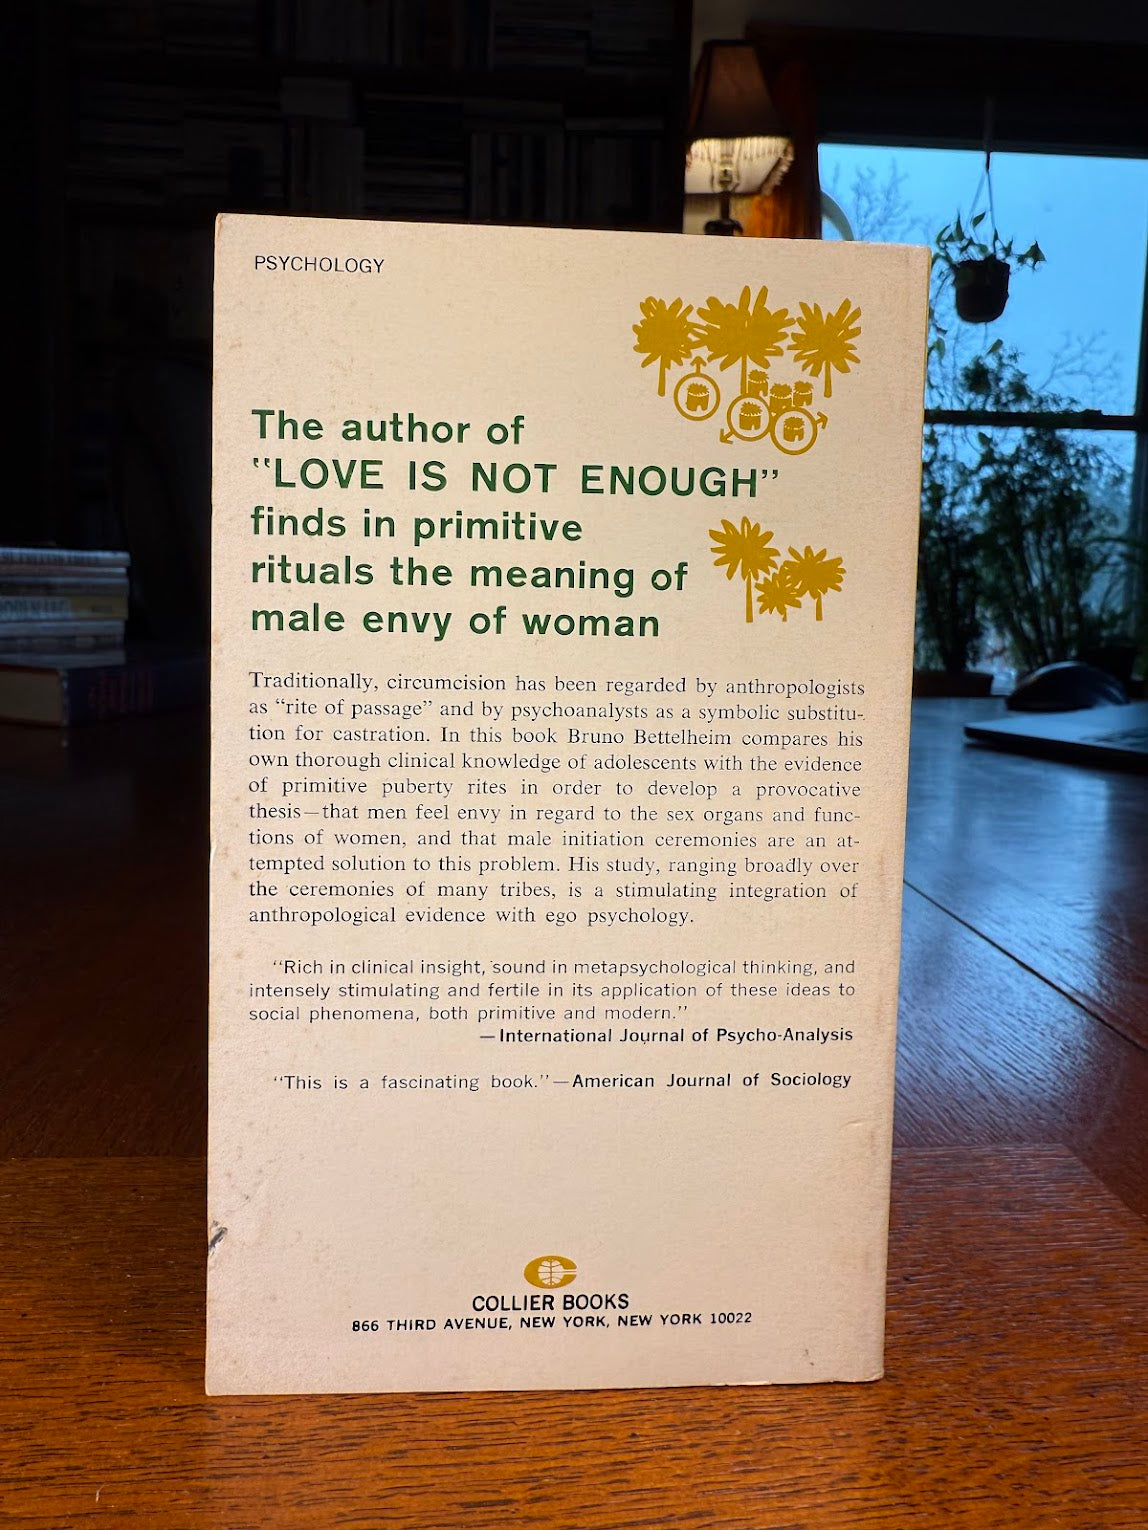 PSYCHOLOGY
The author of
"LOVE IS NOT ENOUGH"
finds in primitive
rituals the meaning of
male envy of woman
Traditionally, circumcision has been regarded by anthropologists
as “rite of passage” and by psychoanalysts as a symbolic substitu-
tion for castration. In this book Bruno Bettelheim compares his
own thorough clinical knowledge of adolescents with the evidence
of primitive puberty rites in order to develop a provocative
thesis—that men feel envy in regard to the sex organs and func-
tions of women, and that male initiation ceremonies are an at-
tempted solution to this problem. His study, ranging broadly over
the ceremonies of many tribes, is a stimulating integration of
anthropological evidence with ego psychology.
"Rich in clinical insight, sound in metapsychological thinking, and
intensely stimulating and fertile in its application of these ideas to
social phenomena, both primitive and modern."
—International Journal of Psycho-Analysis
"This is a fascinating book."—American Journal of Sociology
COLLIER BOOKS
866 THIRD AVENUE, NEW YORK, NEW YORK 10022